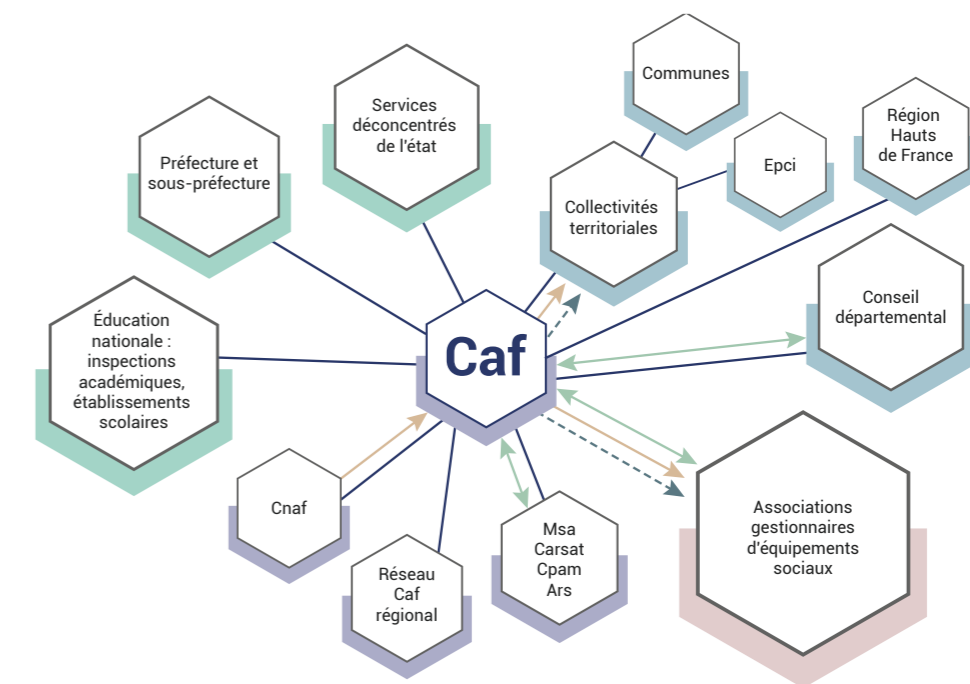 Communes
Services
déconcentrés
de l'état
Région
Hauts
de France
Préfecture et
sous-préfecture
Epci
Collectivités
territoriales
Conseil
départemental
Éducation
nationale :
inspections
académiques,
établissements
scolaires
Caf
Cnaf
Msa
Carsat
Cpam
Ars
Associations
gestionnaires
d'équipements
sociaux
Réseau
Caf
régional